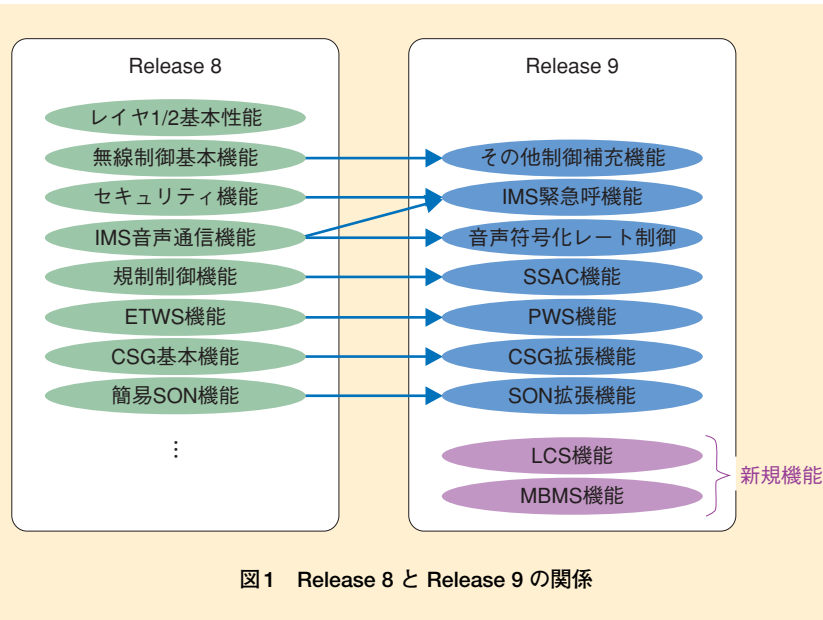 Release 8
レイヤ1/2基本性能
無線制御基本機能
セキュリティ機能
IMS音声通信機能
規制制御機能
ETWS機能
CSG基本機能
簡易SON機能
⋮
Release 9
その他制御補充機能
IMS緊急呼機能
音声符号化レート制御
SSAC機能
PWS機能
CSG拡張機能
SON拡張機能
LCS機能
MBMS機能
新規機能
図1 Release 8 と Release 9 の関係